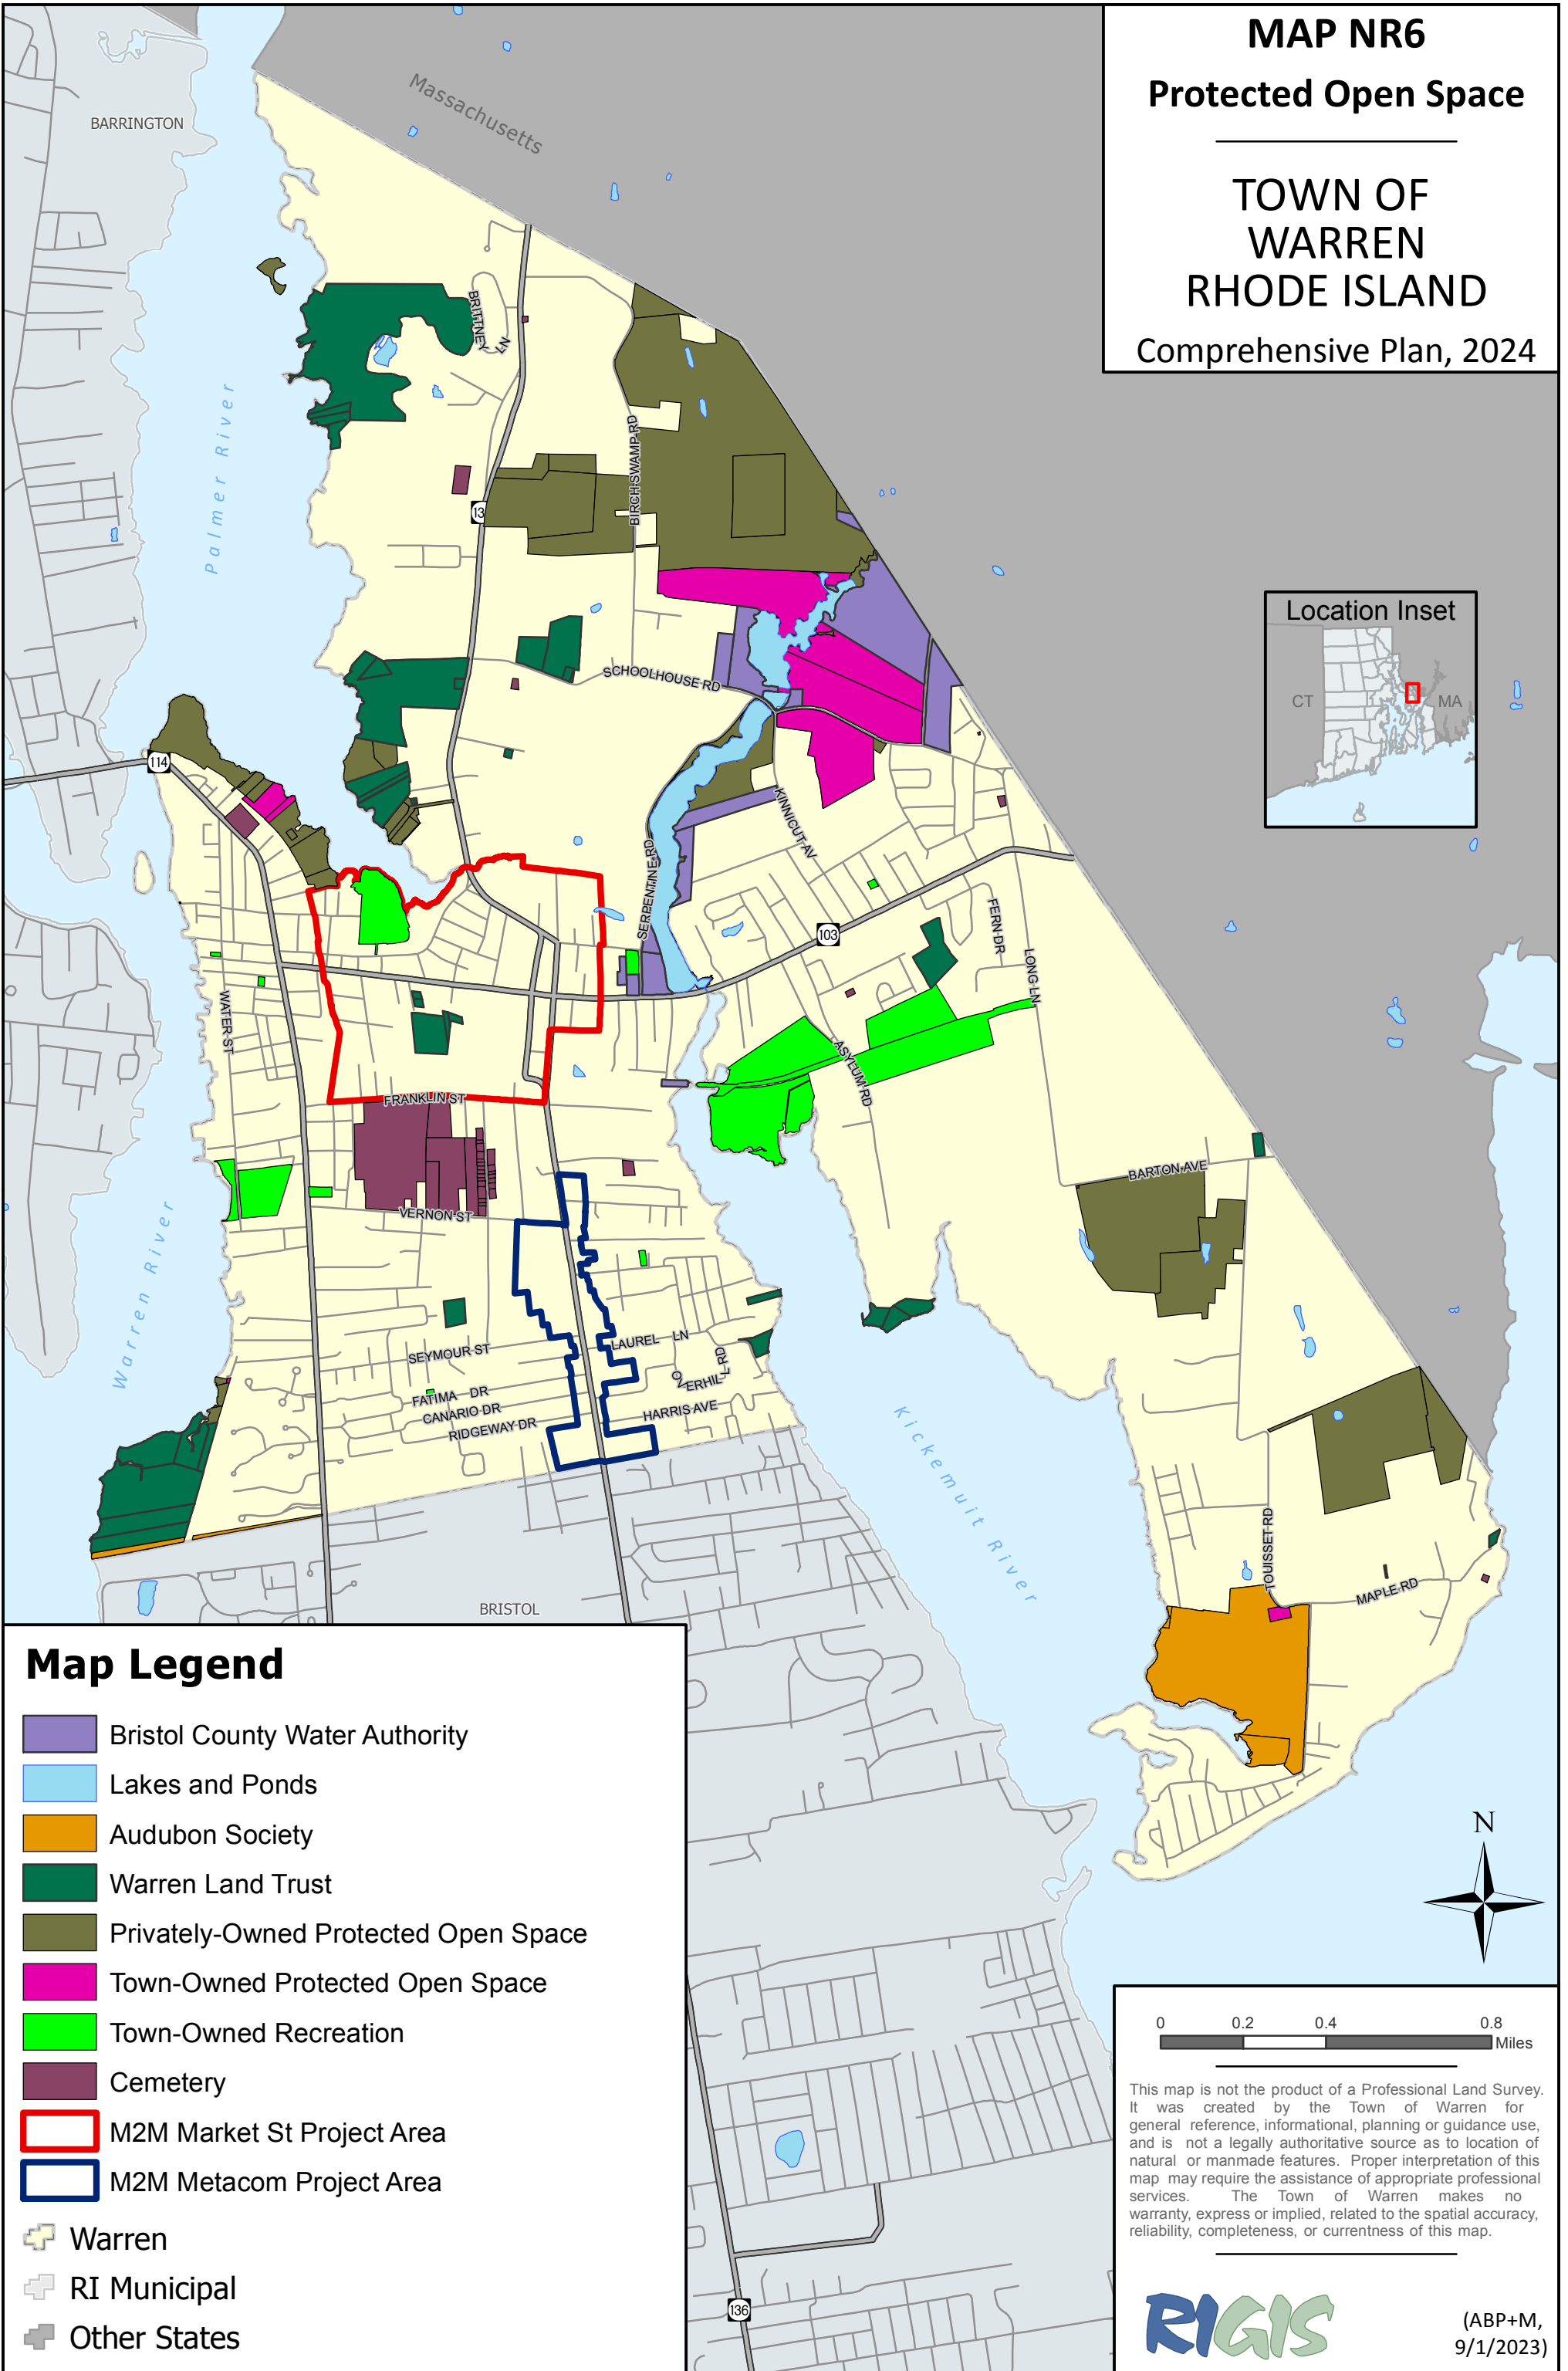 MAP NR6
Protected Open Space
TOWN OF
WARREN
RHODE ISLAND
Comprehensive Plan, 2024
Massachusetts
BARRINGTON
Palmer River
BRITTNEY
LN
13
BIRCH SWAMP RD
SCHOOLHOUSE RD
Location Inset
CT
MA
114
KINNICUT AV
SERPENTINE RD
103
FERN DR
LONG LN
WATER ST
ASYLUM RD
FRANKLIN ST
BARTON AVE
VERNON ST
Warren River
SEYMOUR ST
LAUREL LN
OVERHILL RD
FATIMA DR
CANARIO DR
RIDGEWAY DR
HARRIS AVE
Kickemuit River
TOUISSET RD
MAPLE RD
BRISTOL
Map Legend
Bristol County Water Authority
Lakes and Ponds
Audubon Society
Warren Land Trust
Privately-Owned Protected Open Space
Town-Owned Protected Open Space
Town-Owned Recreation
Cemetery
M2M Market St Project Area
M2M Metacom Project Area
Warren
RI Municipal
Other States
136
N
0 0.2 0.4 0.8
Miles
This map is not the product of a Professional Land Survey.
It was created by the Town of Warren for
general reference, informational, planning or guidance use,
and is not a legally authoritative source as to location of
natural or manmade features. Proper interpretation of this
map may require the assistance of appropriate professional
services. The Town of Warren makes no
warranty, express or implied, related to the spatial accuracy,
reliability, completeness, or currentness of this map.
RIGIS
(ABP+M,
9/1/2023)